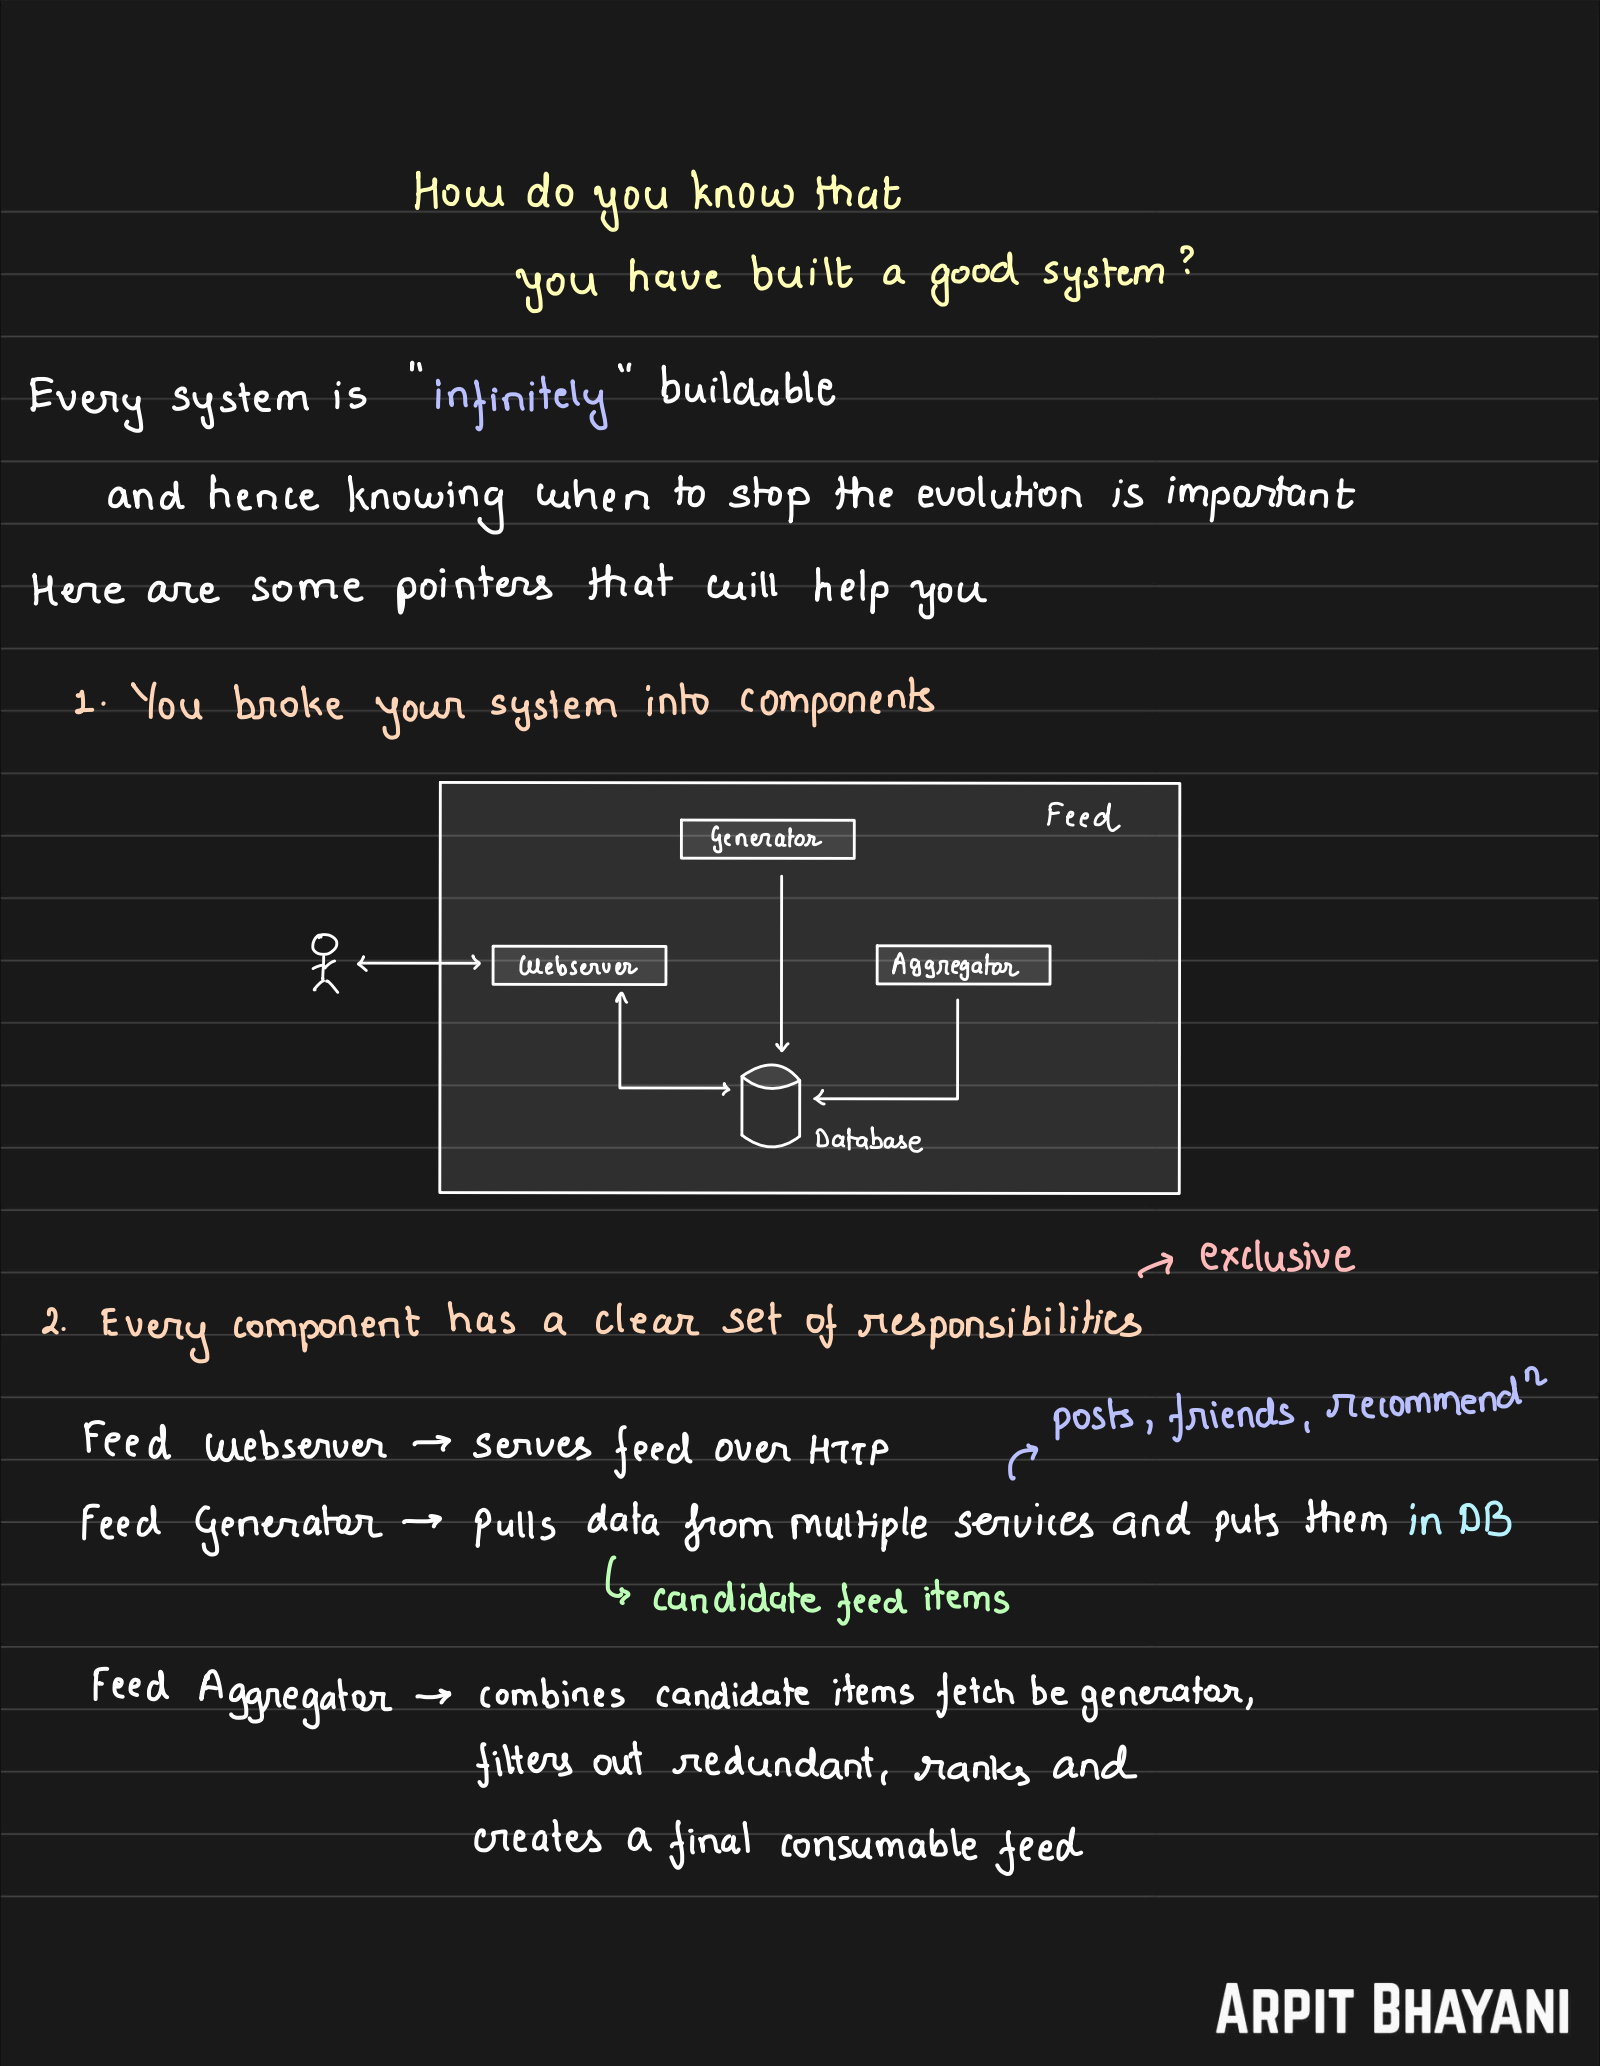 How do you know that
you have built a good system?
Every system is "infinitely" buildable
and hence knowing when to stop the evolution is important
Here are some pointers that will help you
1. You broke your system into components
Feed
Generator
Webserver
Aggregator
Database
exclusive
2. Every component has a clear set of responsibilities
posts, friends, recommendⁿ
Feed Webserver → serves feed over HTTP
Feed Generator → pulls data from multiple services and puts them in DB
candidate feed items
Feed Aggregator → combines candidate items fetch be generator,
filters out redundant, ranks and
creates a final consumable feed
ARPIT BHAYANI